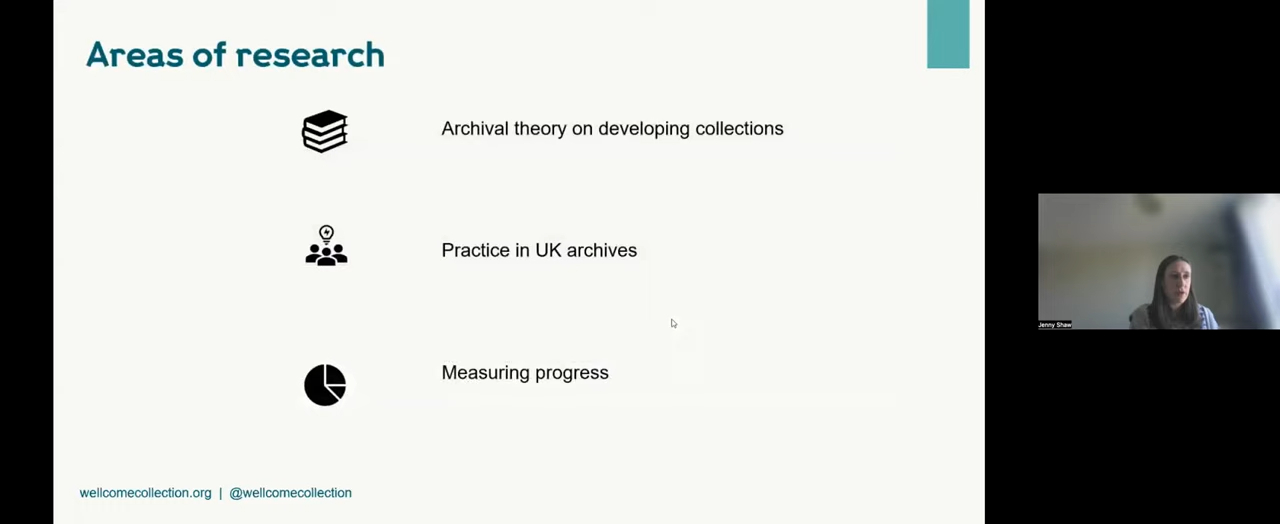 Areas of research
Archival theory on developing collections
Practice in UK archives
Measuring progress
wellcomecollection.org | @wellcomecollection
Jenny Shaw